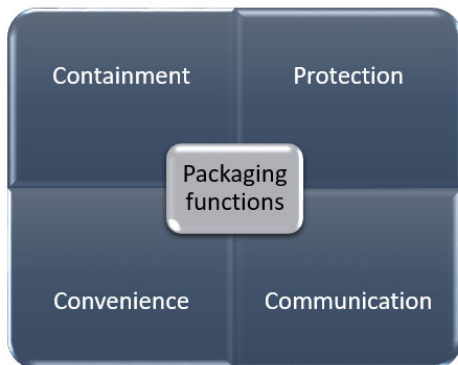 Containment
Protection
Packaging
functions
Convenience
Communication